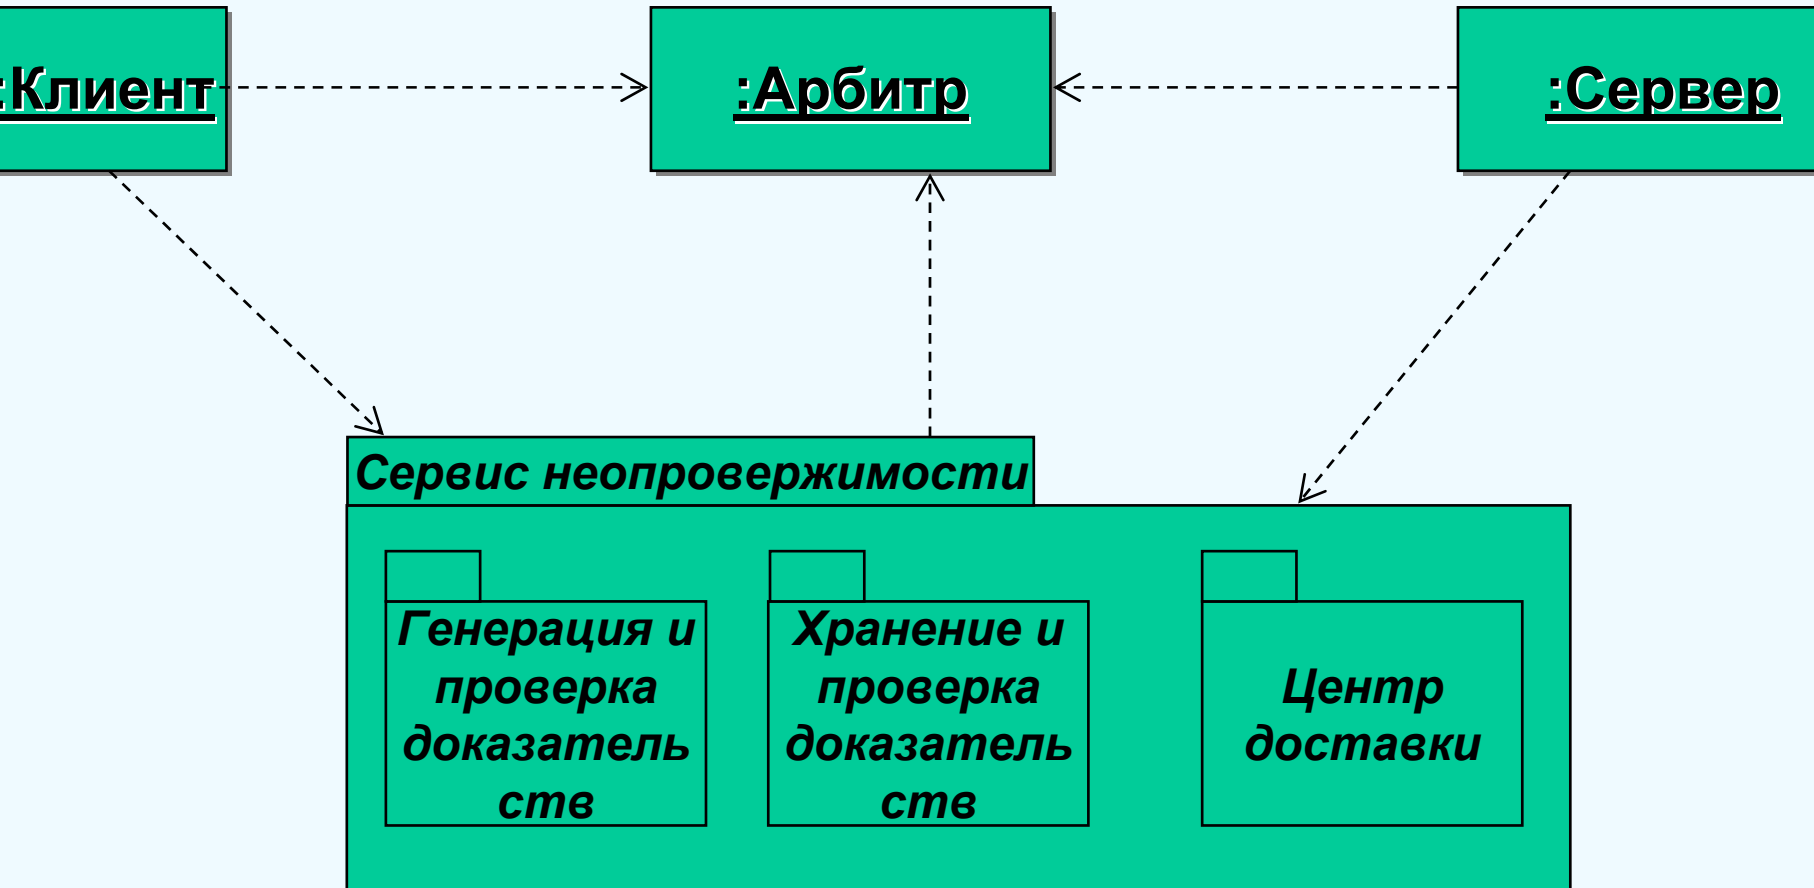 :Клиент
:Арбитр
:Сервер
Сервис неопровержимости
Генерация и
проверка
доказатель
ств
Хранение и
проверка
доказатель
ств
Центр
доставки